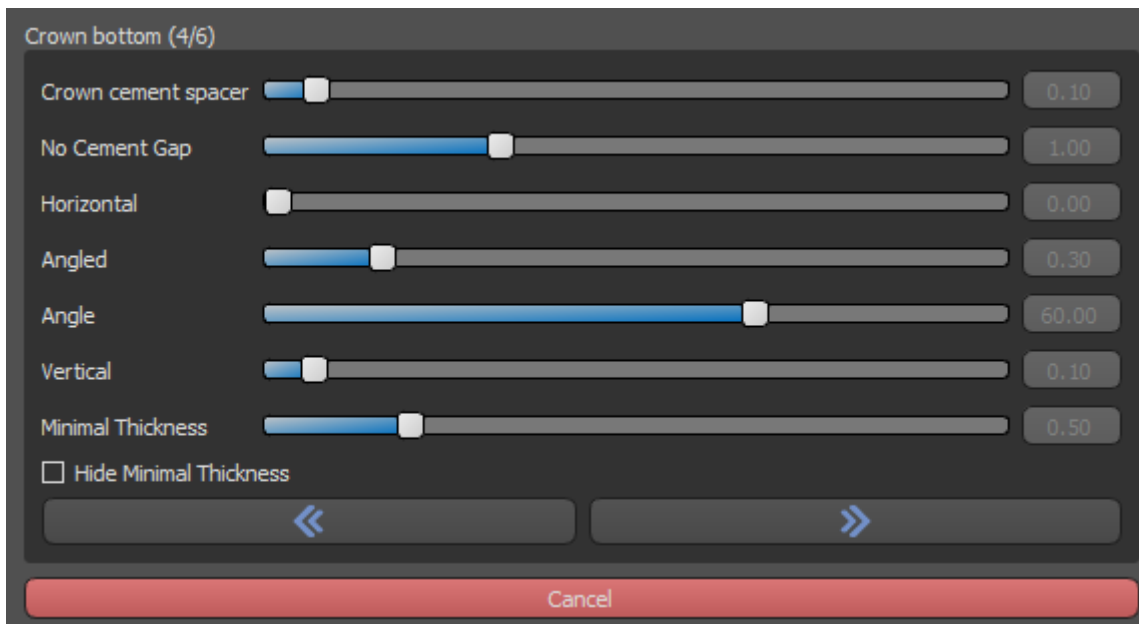 Crown bottom (4/6)
Crown cement spacer 0.10
No Cement Gap 1.00
Horizontal 0.00
Angled 0.30
Angle 60.00
Vertical 0.10
Minimal Thickness 0.50
Hide Minimal Thickness
Cancel